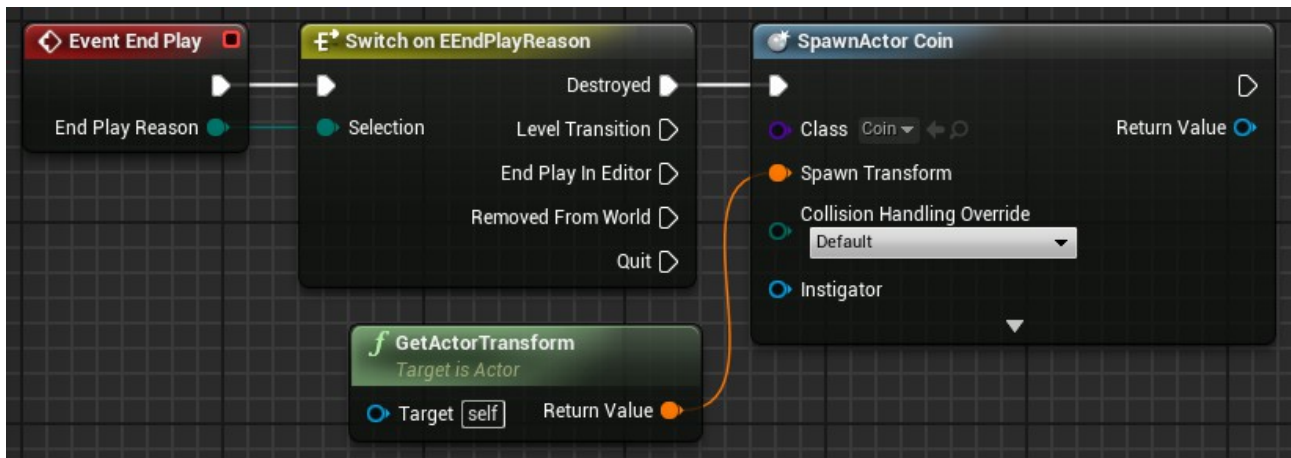 Event End Play
End Play Reason
Switch on EEndPlayReason
Destroyed
Selection
Level Transition
End Play In Editor
Removed From World
Quit
SpawnActor Coin
Class Coin
Return Value
Spawn Transform
Collision Handling Override
Default
Instigator
f GetActorTransform
Target is Actor
Target self
Return Value